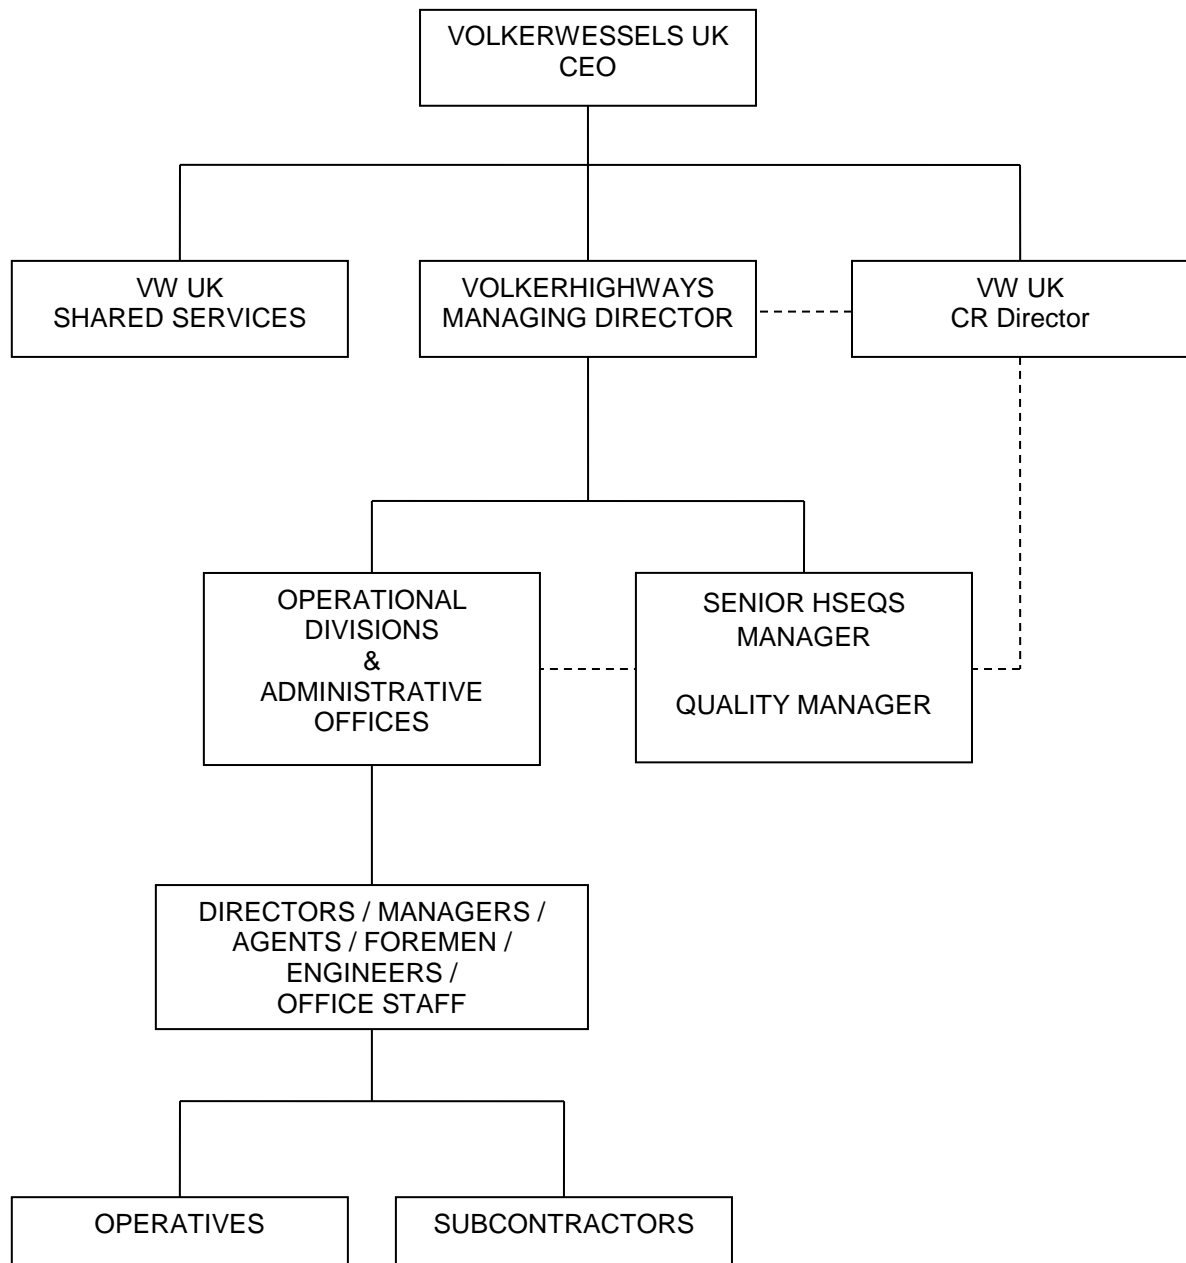 VOLKERWESSELS UK
CEO
VW UK
SHARED SERVICES
VOLKERHIGHWAYS
MANAGING DIRECTOR
VW UK
CR Director
OPERATIONAL
DIVISIONS
&
ADMINISTRATIVE
OFFICES
SENIOR HSEQS
MANAGER
QUALITY MANAGER
DIRECTORS / MANAGERS /
AGENTS / FOREMEN /
ENGINEERS /
OFFICE STAFF
OPERATIVES
SUBCONTRACTORS